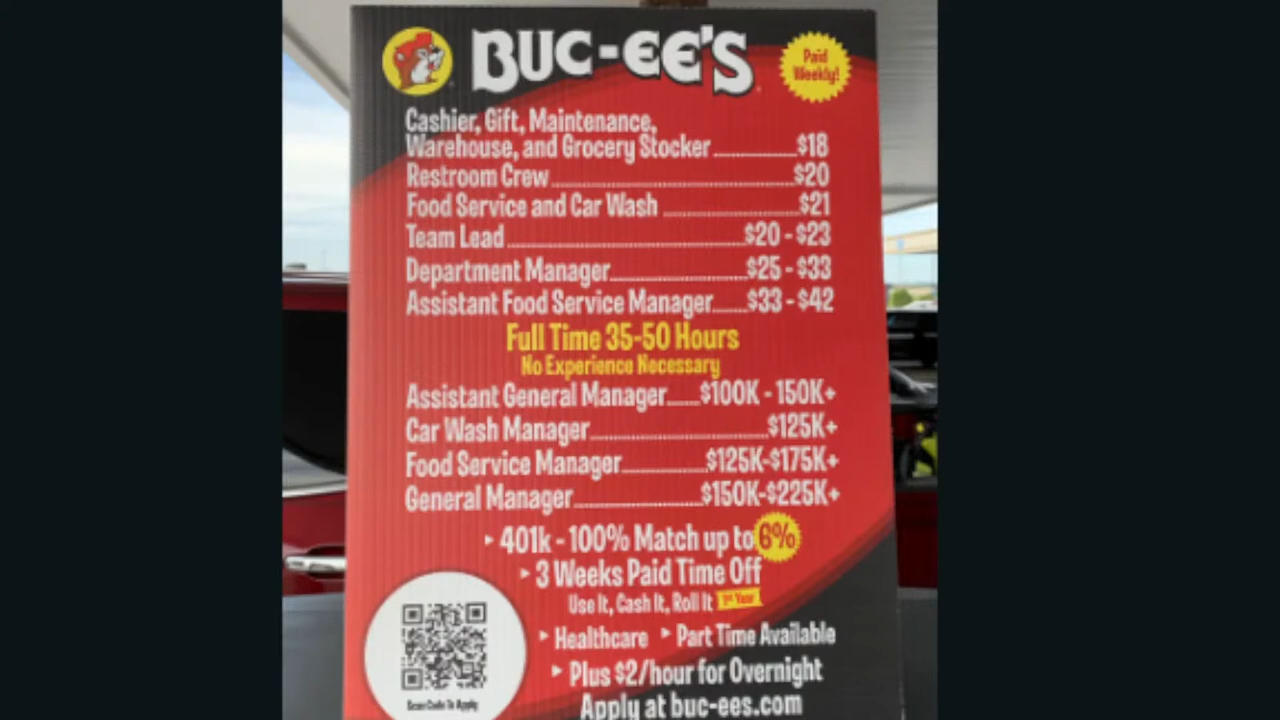 BUC-EE'S
Paid
Weekly!
Cashier, Gift, Maintenance,
Warehouse, and Grocery Stocker..............$18
Restroom Crew..............$20
Food Service and Car Wash..............$21
Team Lead..............$20 - $23
Department Manager..............$25 - $33
Assistant Food Service Manager.......$33 - $42
Full Time 35-50 Hours
No Experience Necessary
Assistant General Manager.......$100K - 150K+
Car Wash Manager..............$125K+
Food Service Manager..............$125K-$175K+
General Manager..............$150K-$225K+
‣ 401k - 100% Match up to 6%
‣ 3 Weeks Paid Time Off
Use It, Cash It, Roll It 1st Year
‣ Healthcare ‣ Part Time Available
‣ Plus $2/hour for Overnight
Apply at buc-ees.com
Scan Code To Apply